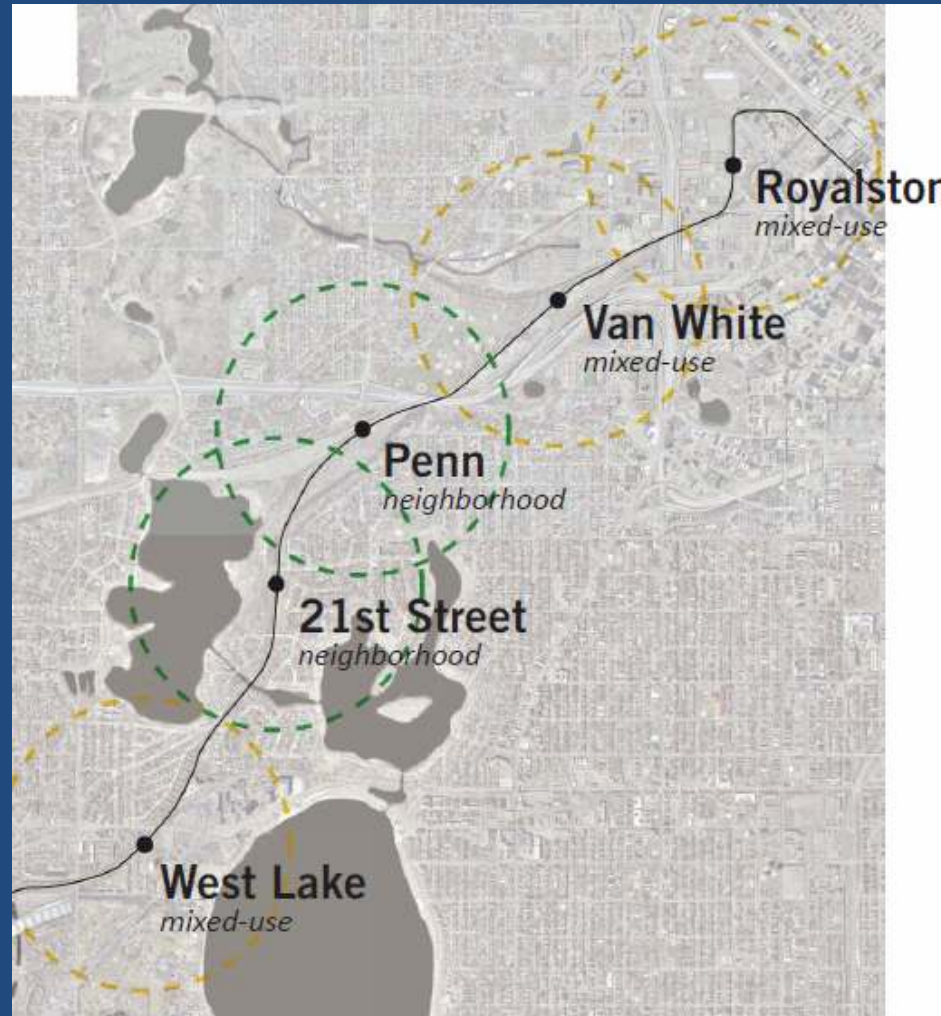 Royalston
mixed-use
Van White
mixed-use
Penn
neighborhood
21st Street
neighborhood
West Lake
mixed-use